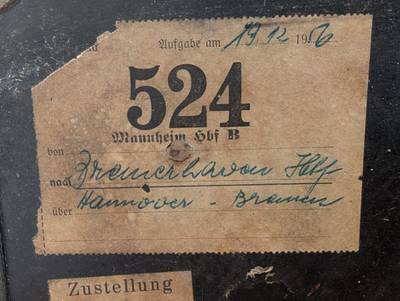 Aufgabe am 13.12 1956
524
Mannheim Hbf B
von
nach Bremerhaven Hbf
über Hannover - Bremen
Zustellung